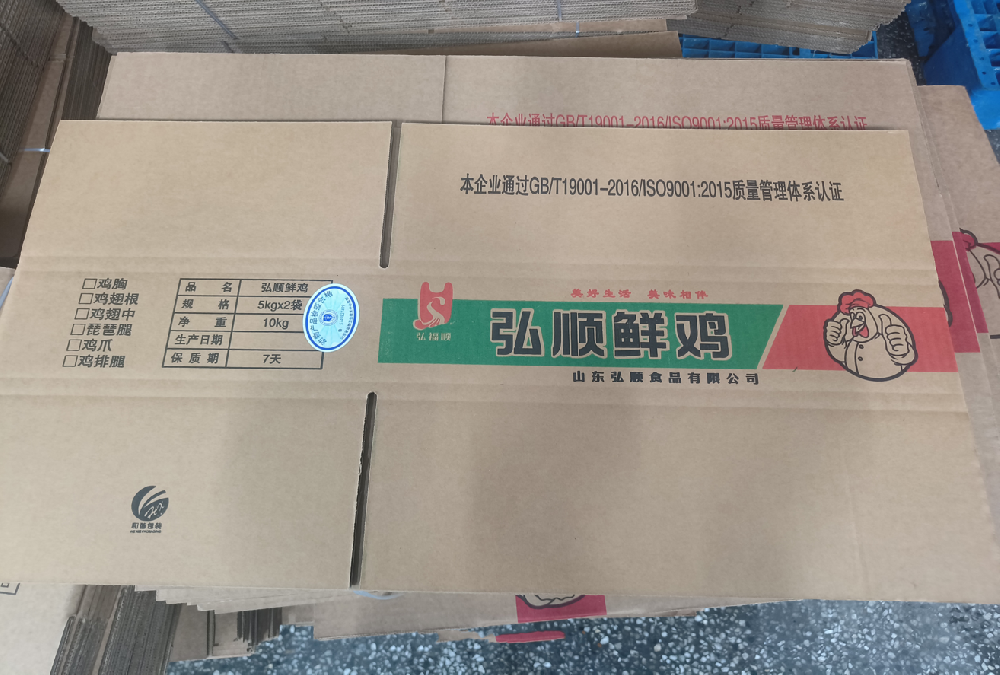 本企业通过GB/T19001-2016/ISO9001:2015质量管理体系认证
本企业通过GB/T19001-2016/ISO9001:2015质量管理体系认证
□鸡胸
□鸡翅根
□鸡翅中
□琵琶腿
□鸡爪
□鸡排腿
品 名 弘顺鲜鸡
规 格 5kgx2袋
净 重 10kg
生产日期
保 质 期 7天
美好生活 美味相伴
弘顺鲜鸡
山东弘顺食品有限公司